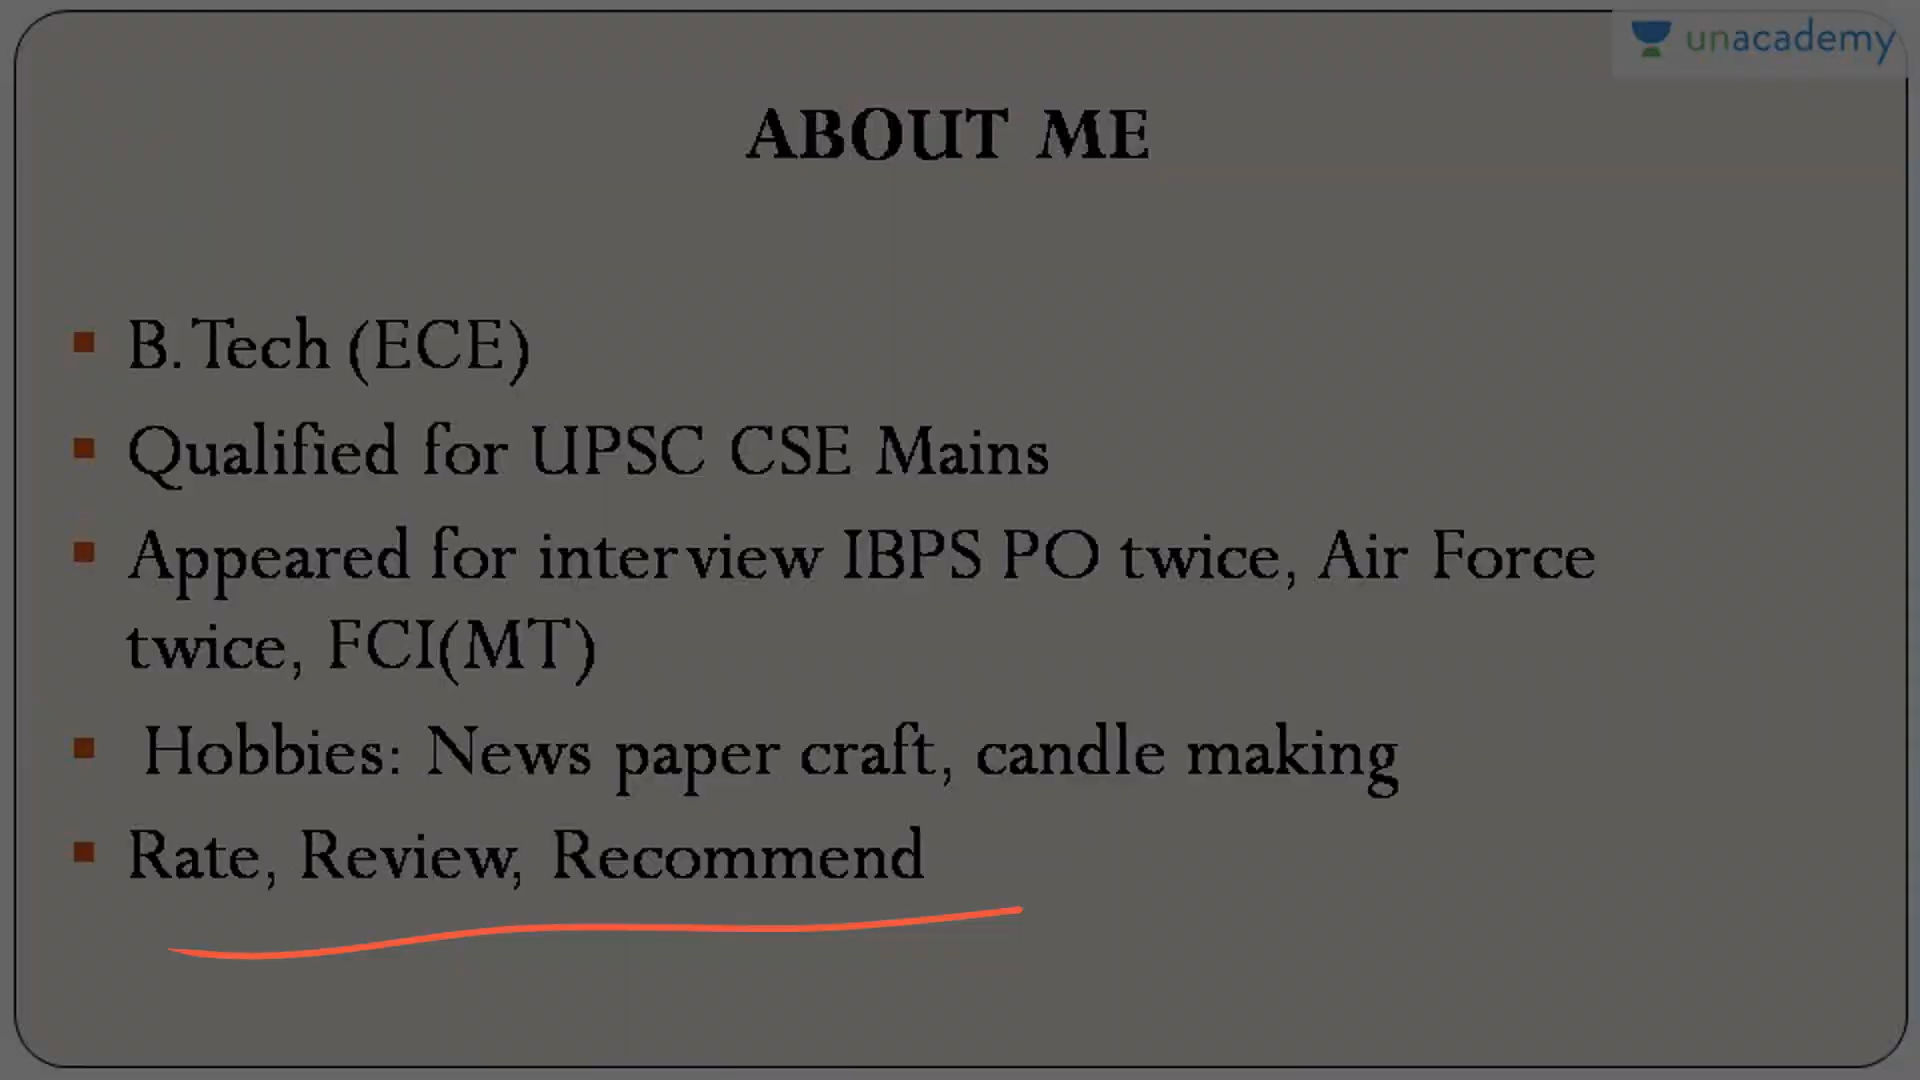 unacademy
ABOUT ME
B.Tech (ECE)
Qualified for UPSC CSE Mains
Appeared for interview IBPS PO twice, Air Force
twice, FCI(MT)
Hobbies: News paper craft, candle making
Rate, Review, Recommend